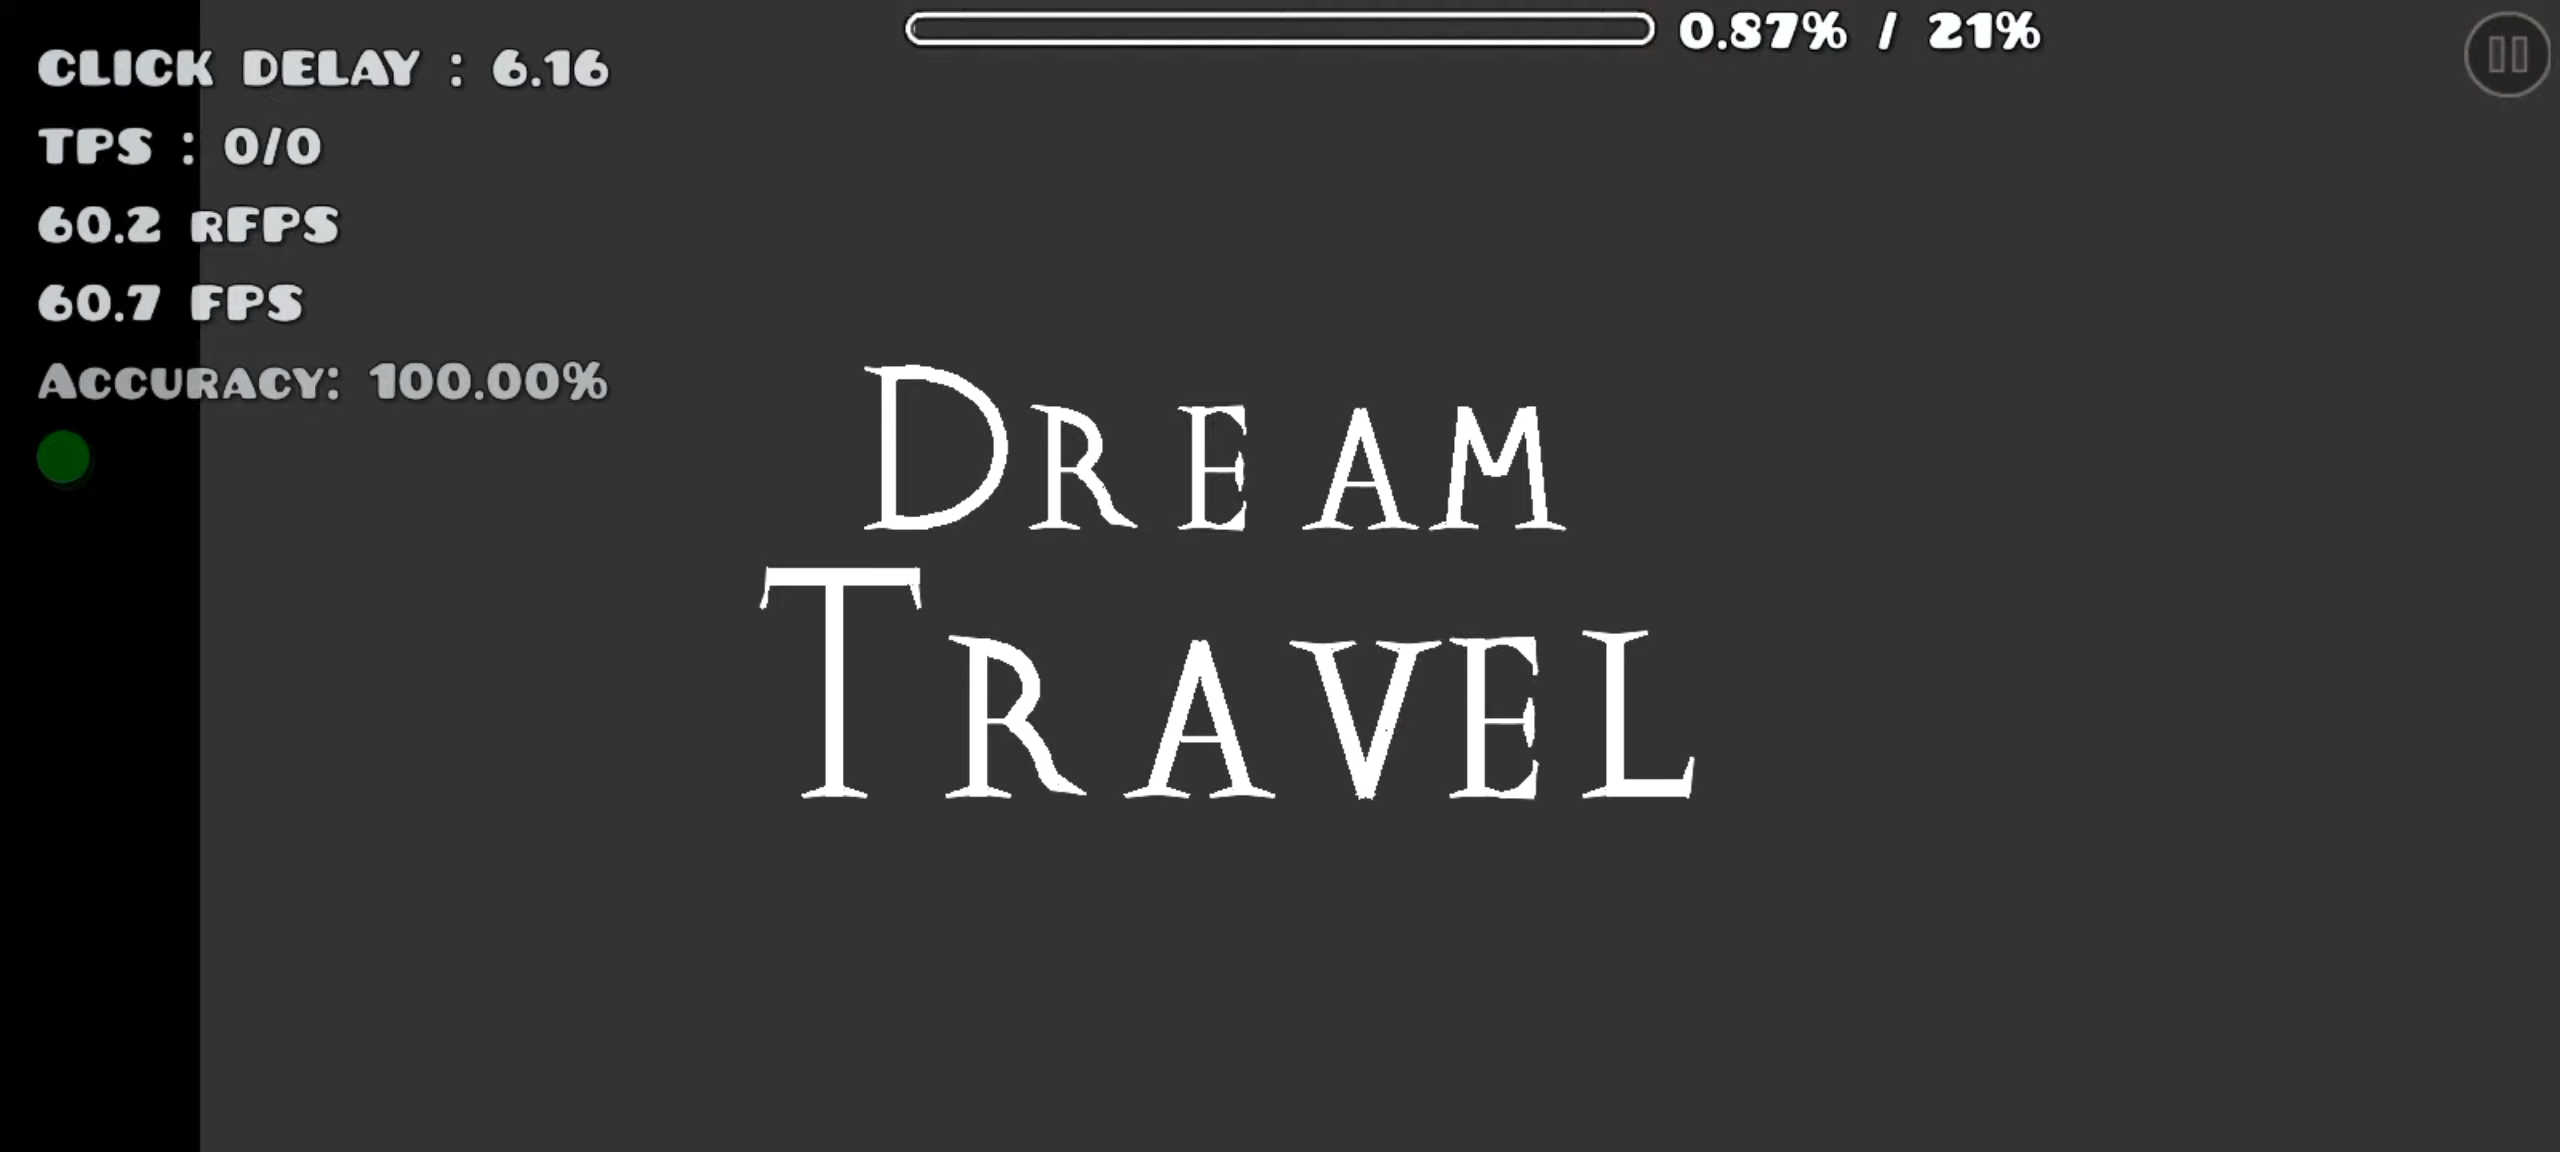 0.87% / 21%
CLICK DELAY : 6.16
TPS : 0/0
60.2 rFPS
60.7 FPS
Accuracy: 100.00%
Dream
Travel